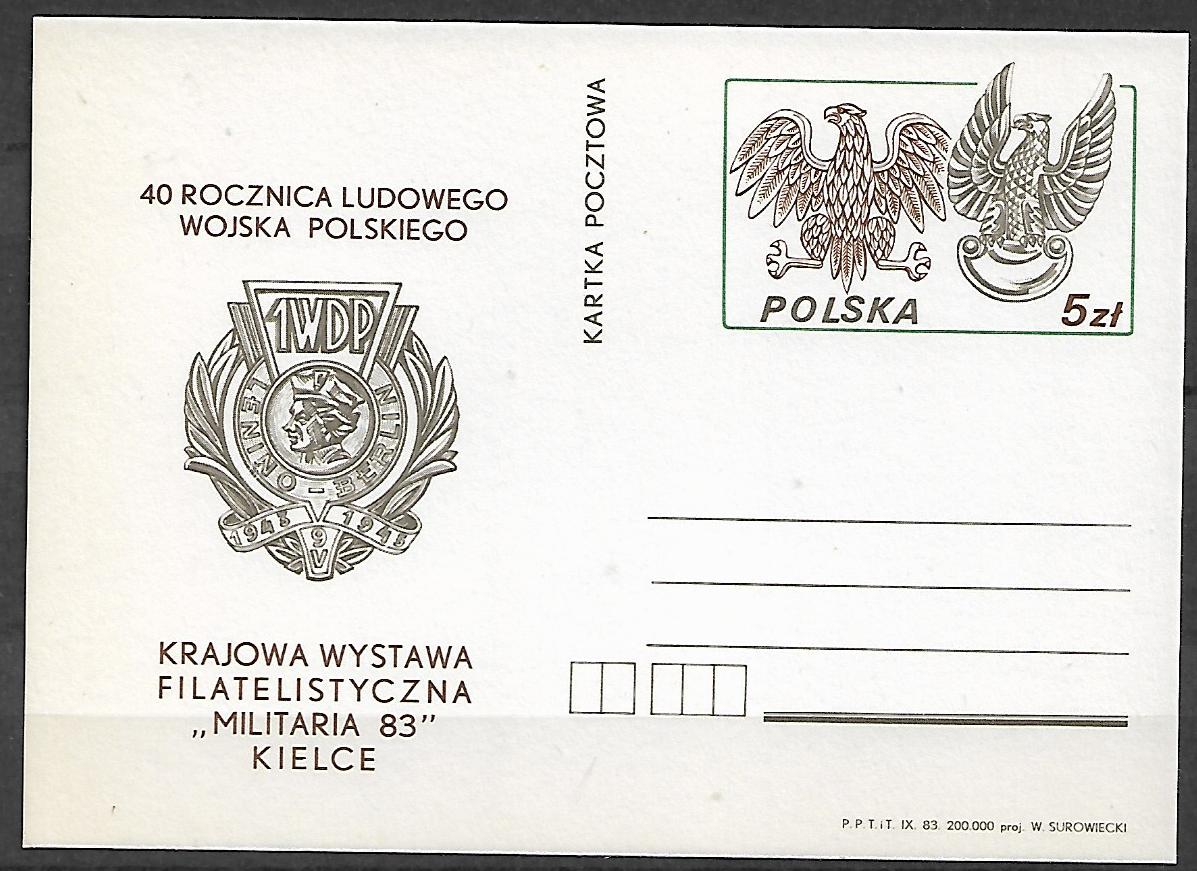 40 ROCZNICA LUDOWEGO
WOJSKA POLSKIEGO
1WDP
LENINO – BERLIN
1943 1945
9
V
KRAJOWA WYSTAWA
FILATELISTYCZNA
„MILITARIA 83”
KIELCE
KARTKA POCZTOWA
POLSKA 5zł
P.P.T.iT. IX. 83. 200.000 proj. W. SUROWIECKI